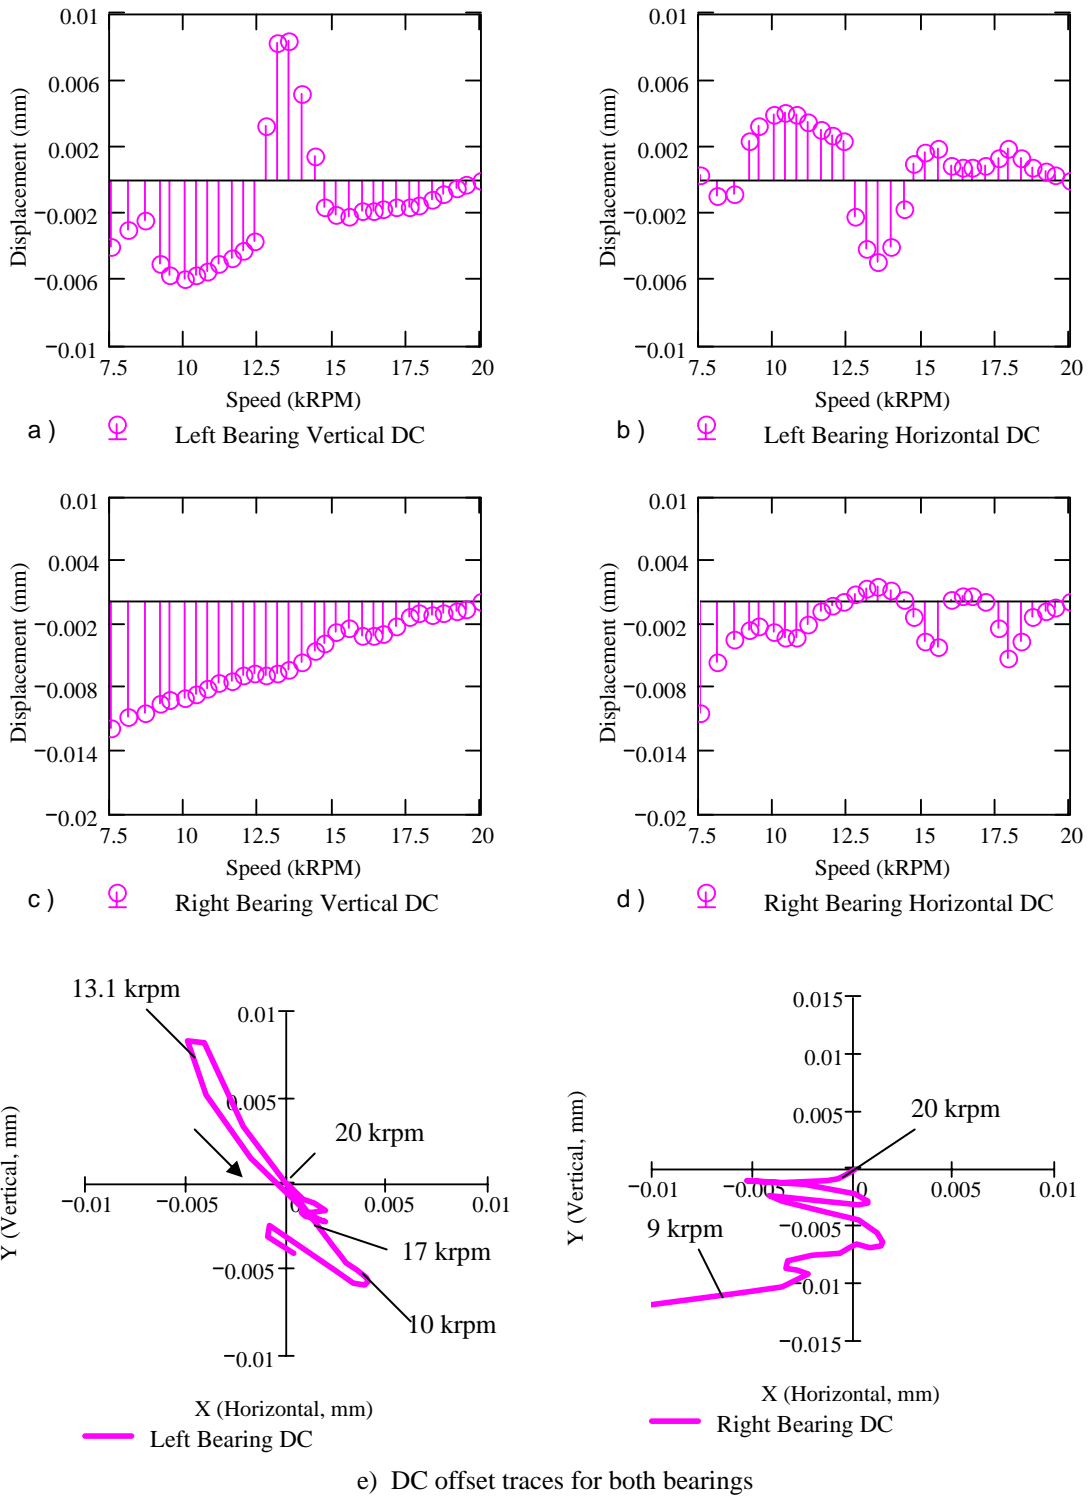 0.01
0.006
0.002
−0.002
−0.006
−0.01
Displacement (mm)
7.5 10 12.5 15 17.5 20
Speed (kRPM)
a) Left Bearing Vertical DC
0.01
0.006
0.002
−0.002
−0.006
−0.01
Displacement (mm)
7.5 10 12.5 15 17.5 20
Speed (kRPM)
b) Left Bearing Horizontal DC
0.01
0.004
−0.002
−0.008
−0.014
−0.02
Displacement (mm)
7.5 10 12.5 15 17.5 20
Speed (kRPM)
c) Right Bearing Vertical DC
0.01
0.004
−0.002
−0.008
−0.014
−0.02
Displacement (mm)
7.5 10 12.5 15 17.5 20
Speed (kRPM)
d) Right Bearing Horizontal DC
13.1 krpm
0.01
0.005
20 krpm
−0.01 −0.005 0 0.005 0.01
17 krpm
−0.005
10 krpm
−0.01
Y (Vertical, mm)
X (Horizontal, mm)
Left Bearing DC
0.015
0.01
0.005
20 krpm
−0.01 −0.005 0 0.005 0.01
9 krpm
−0.005
−0.01
−0.015
Y (Vertical, mm)
X (Horizontal, mm)
Right Bearing DC
e) DC offset traces for both bearings